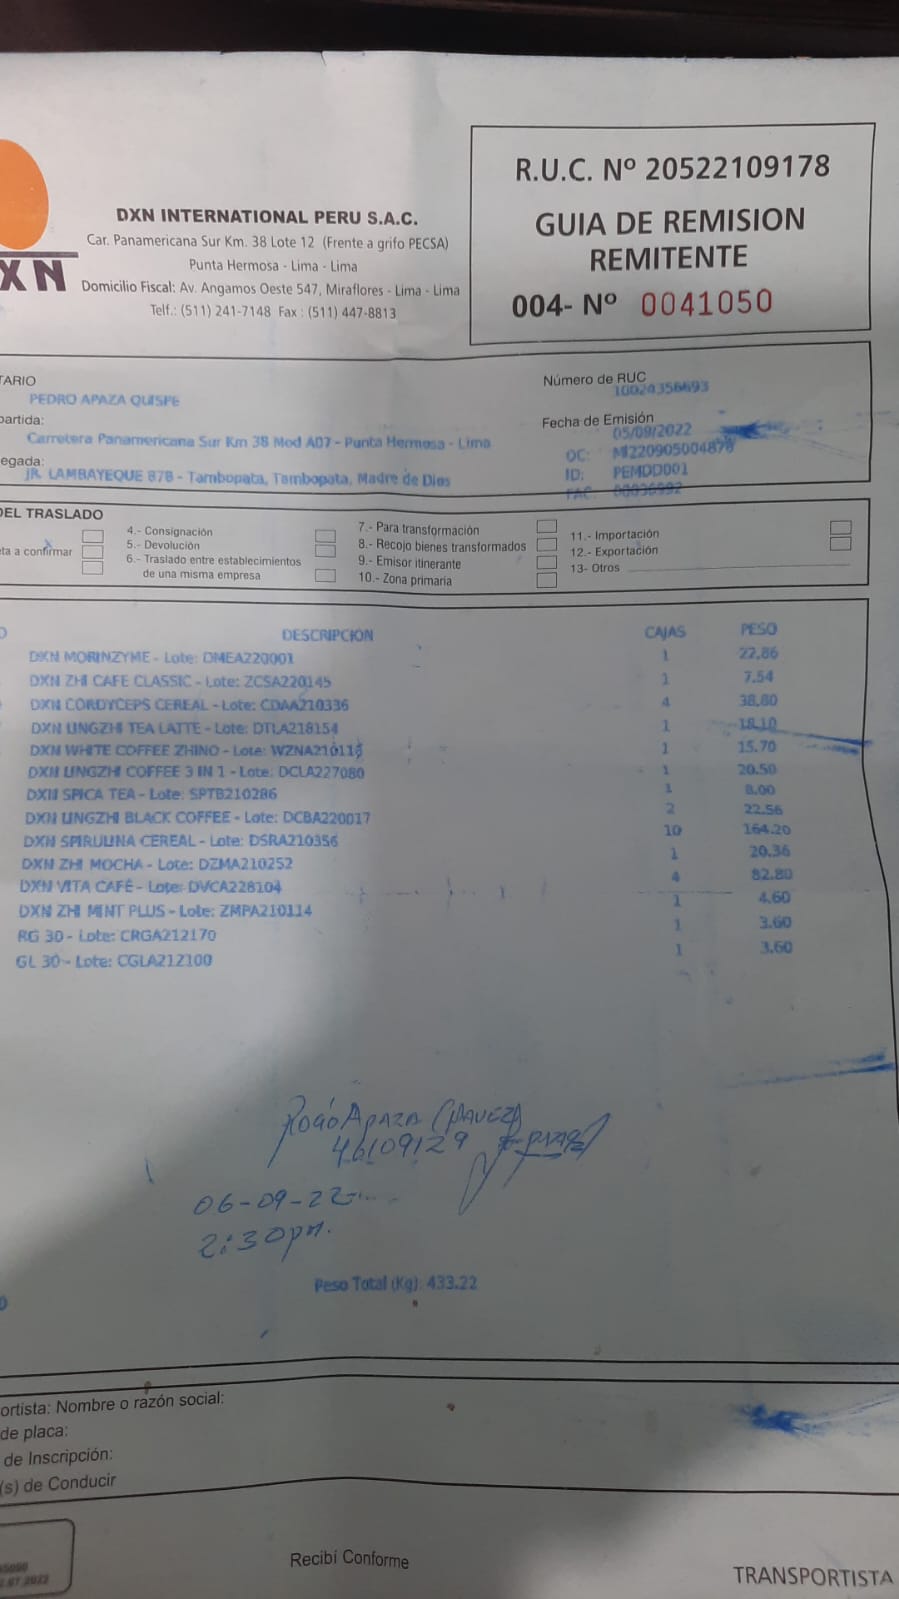 R.U.C. Nº 20522109178
GUIA DE REMISION
REMITENTE
004- Nº 0041050
XN
DXN INTERNATIONAL PERU S.A.C.
Car. Panamericana Sur Km. 38 Lote 12 (Frente a grifo PECSA)
Punta Hermosa - Lima - Lima
Domicilio Fiscal: Av. Angamos Oeste 547, Miraflores - Lima - Lima
Telf.: (511) 241-7148 Fax : (511) 447-8813
TARIO
PEDRO APAZA QUISPE
Número de RUC
10024356693
partida:
Carretera Panamericana Sur Km 38 Mod A07 - Punta Hermosa - Lima
Fecha de Emisión
05/09/2022
OC: MI220905004878
egada:
JR. LAMBAYEQUE 878 - Tambopata, Tambopata, Madre de Dios
ID: PEMDD001
FAC: 00036992
DEL TRASLADO
eta a confirmar
4.- Consignación
5.- Devolución
6.- Traslado entre establecimientos
de una misma empresa
7.- Para transformación
8.- Recojo bienes transformados
9.- Emisor itinerante
10.- Zona primaria
11.- Importación
12.- Exportación
13- Otros
DESCRIPCION CAJAS PESO
DXN MORINZYME - Lote: DMEA220001 1 22.86
DXN ZHI CAFE CLASSIC - Lote: ZCSA220145 1 7.54
DXN CORDYCEPS CEREAL - Lote: CDAA210336 4 38.80
DXN LINGZHI TEA LATTE - Lote: DTLA218154 1 18.10
DXN WHITE COFFEE ZHINO - Lote: 1 15.70
DXN LINGZHI COFFEE 3 IN 1 - Lote: DCLA227080 1 20.50
DXN SPICA TEA - Lote: SPTB210286 1 8.00
DXN LINGZHI BLACK COFFEE - Lote: DCBA220017 2 22.56
DXN SPIRULINA CEREAL - Lote: DSRA210356 10 164.20
DXN ZHI MOCHA - Lote: DZMA210252 1 20.36
DXN VITA CAFÉ - Lote: DVCA228104 4 82.80
DXN ZHI MINT PLUS - Lote: ZMPA210114 1 4.60
RG 30 - Lote: CRGA212170 1 3.60
GL 30 - Lote: CGLA212100 1 3.60
APAZA
46109129
06-09-22
2:30pm.
Peso Total (Kg): 433.22
ortista: Nombre o razón social:
de placa:
de Inscripción:
(s) de Conducir
Recibí Conforme
TRANSPORTISTA